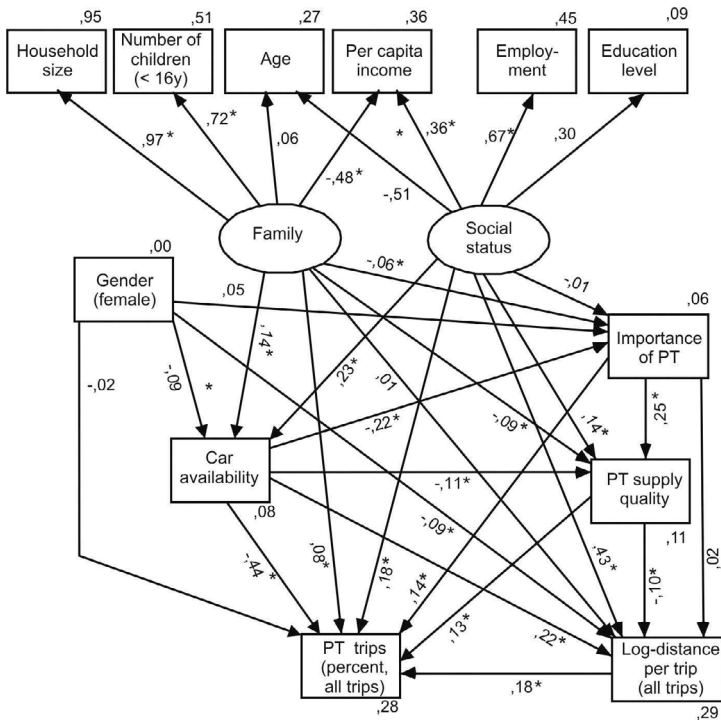 ,95
,51
,27
,36
,45
,09
Household
size
Number of
children
(< 16y)
Age
Per capita
income
Employ-
ment
Education
level
,97*
,72*
,06
-,48*
*
-,51
,36*
,67*
,30
Family
Social
status
,00
Gender
(female)
-,06*
-,01
,06
,05
Importance
of PT
-,02
-,09
*
,14*
,23*
,01
-,22*
-,09*
,14*
,25*
Car
availability
,08
-,11*
PT supply
quality
,11
-,09*
,02
-,44*
,08*
,18*
,14*
,43*
-,10*
,13*
,22*
PT trips
(percent,
all trips)
,28
,18*
Log-distance
per trip
(all trips)
,29